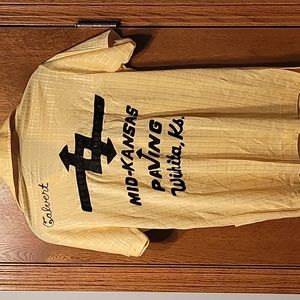 Calvert
MID-KANSAS
PAVING
Wichita, Ks.